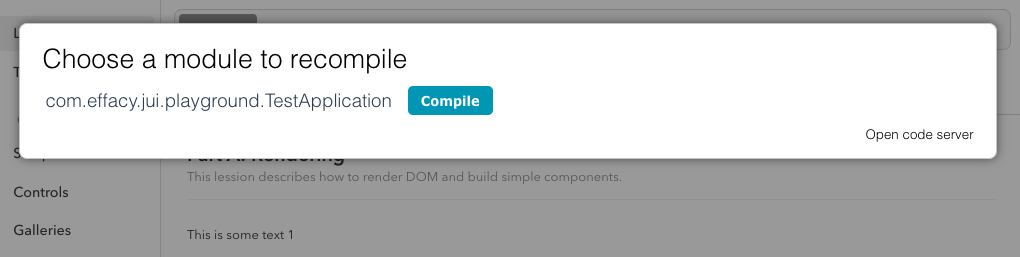 Choose a module to recompile
com.effacy.jui.playground.TestApplication
Compile
Open code server
This lession describes how to render DOM and build simple components.
Controls
Galleries
This is some text 1